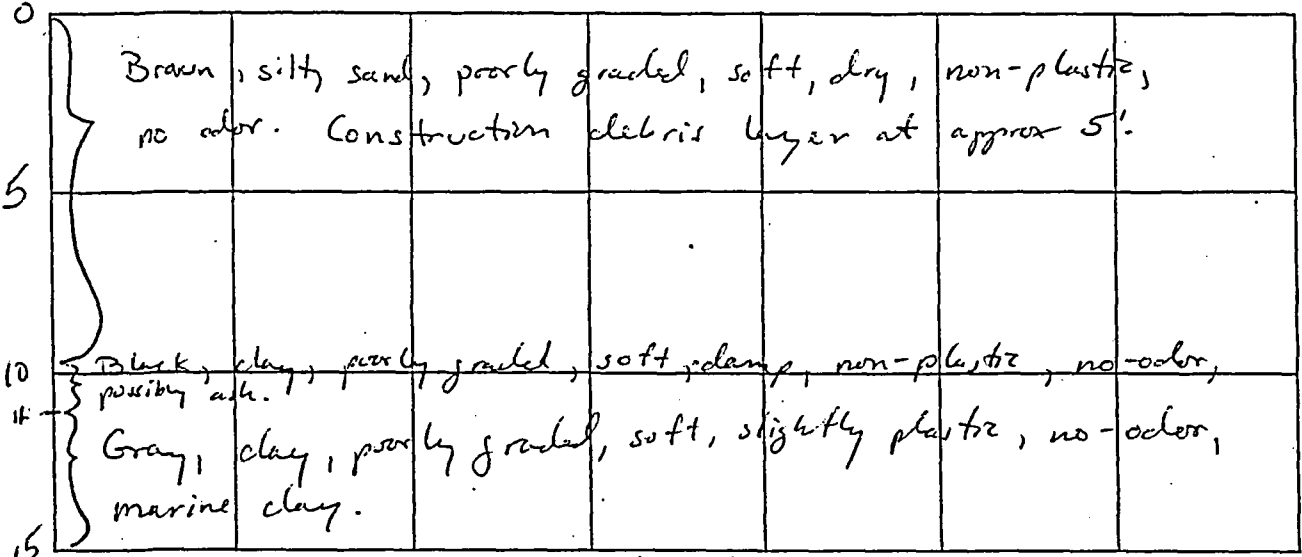 0
Brown, silty sand, poorly graded, soft, dry, non-plastic,
no odor. Construction debris layer at approx 5'.
5
10 Black, clay, poorly graded, soft, damp, non-plastic, no-odor,
possibly ash.
11
Gray, clay, poorly graded, soft, slightly plastic, no-odor,
marine clay.
15